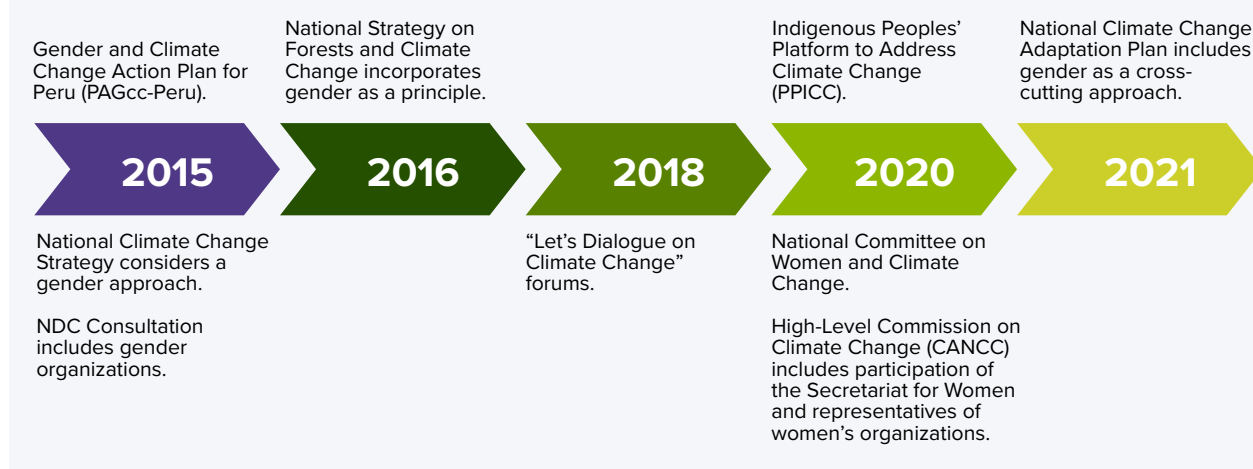 Gender and Climate
Change Action Plan for
Peru (PAGcc-Peru).
National Strategy on
Forests and Climate
Change incorporates
gender as a principle.
Indigenous Peoples’
Platform to Address
Climate Change
(PPICC).
National Climate Change
Adaptation Plan includes
gender as a cross-
cutting approach.
2015
2016
2018
2020
2021
National Climate Change
Strategy considers a
gender approach.
NDC Consultation
includes gender
organizations.
“Let’s Dialogue on
Climate Change”
forums.
National Committee on
Women and Climate
Change.
High-Level Commission on
Climate Change (CANCC)
includes participation of
the Secretariat for Women
and representatives of
women’s organizations.